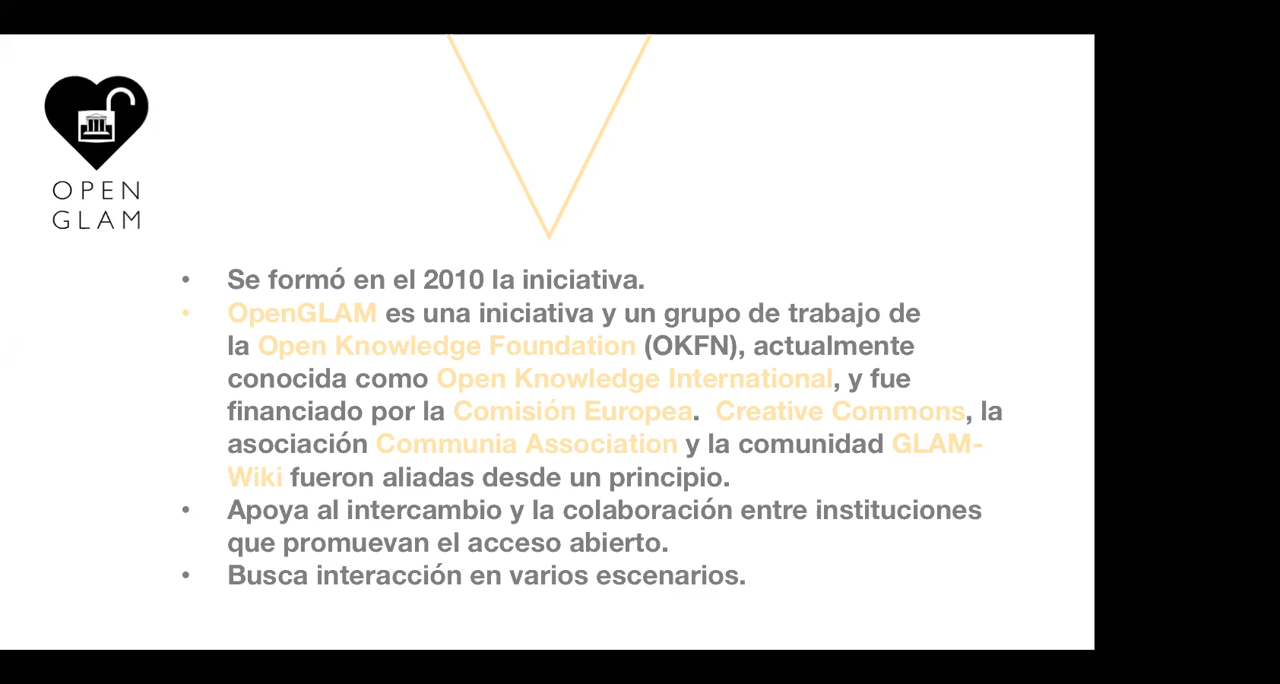 OPEN
GLAM
• Se formó en el 2010 la iniciativa.
• OpenGLAM es una iniciativa y un grupo de trabajo de
la Open Knowledge Foundation (OKFN), actualmente
conocida como Open Knowledge International, y fue
financiado por la Comisión Europea.  Creative Commons, la
asociación Communia Association y la comunidad GLAM-
Wiki fueron aliadas desde un principio.
• Apoya al intercambio y la colaboración entre instituciones
que promuevan el acceso abierto.
• Busca interacción en varios escenarios.